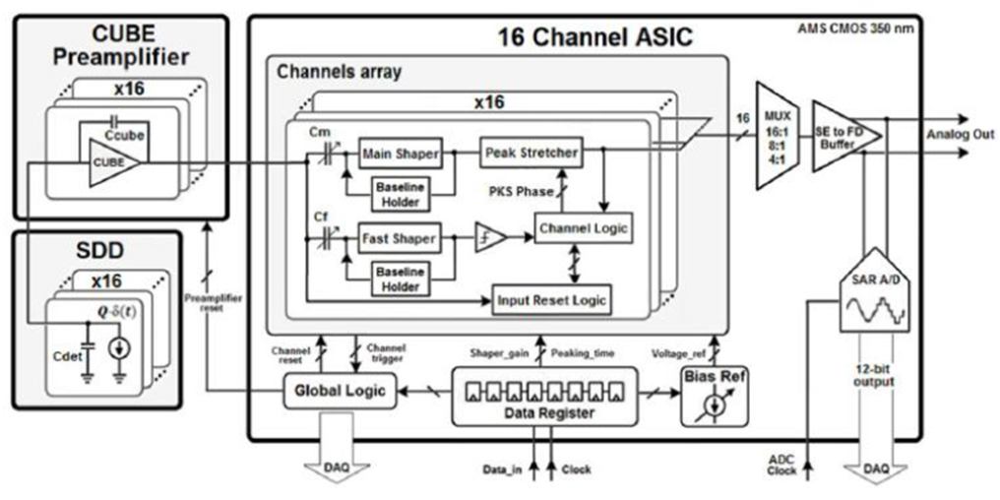 CUBE
Preamplifier
x16
Ccube
CUBE
SDD
x16
Q·δ(t)
Cdet
Preamplifier
reset
16 Channel ASIC
AMS CMOS 350 nm
Channels array
x16
Cm
Main Shaper
Peak Stretcher
Baseline
Holder
PKS Phase
Cf
Fast Shaper
Channel Logic
Baseline
Holder
Input Reset Logic
16
MUX
16:1
8:1
4:1
SE to FD
Buffer
Analog Out
SAR A/D
12-bit
output
Channel
reset
Channel
trigger
Shaper_gain
Peaking_time
Voltage_ref
Global Logic
Data Register
Bias Ref
DAQ
Data_in
Clock
ADC
Clock
DAQ